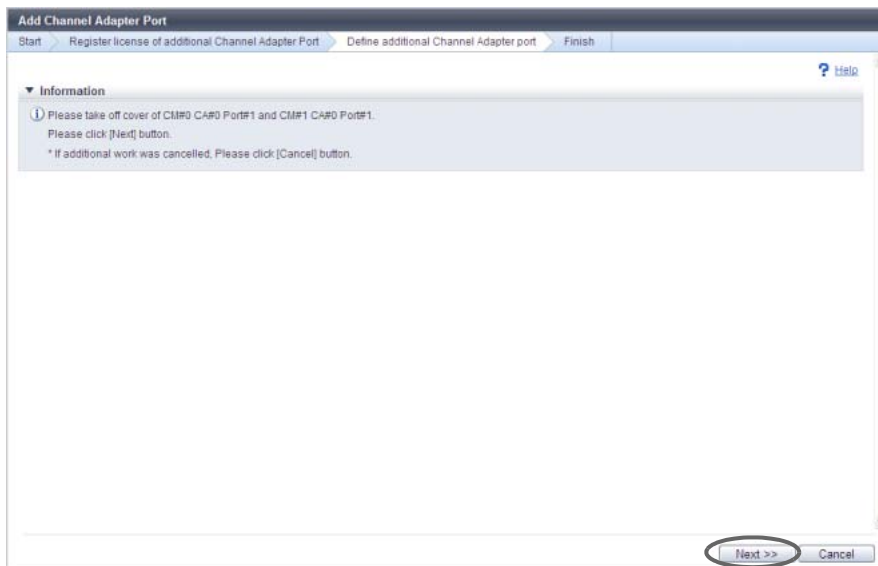 Add Channel Adapter Port
Start Register license of additional Channel Adapter Port Define additional Channel Adapter port Finish
? Help
▼ Information
Please take off cover of CM#0 CA#0 Port#1 and CM#1 CA#0 Port#1.
Please click [Next] button.
* If additional work was cancelled, Please click [Cancel] button.
Next >> Cancel